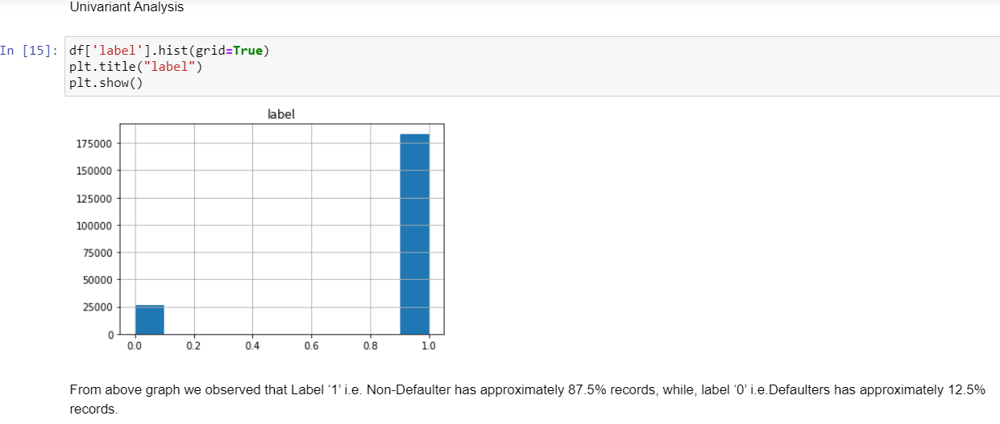 Univariant Analysis
In [15]: df['label'].hist(grid=True)
plt.title("label")
plt.show()
label
175000
150000
125000
100000
75000
50000
25000
0
0.0 0.2 0.4 0.6 0.8 1.0
From above graph we observed that Label ‘1’ i.e. Non-Defaulter has approximately 87.5% records, while, label ‘0’ i.e.Defaulters has approximately 12.5%
records.